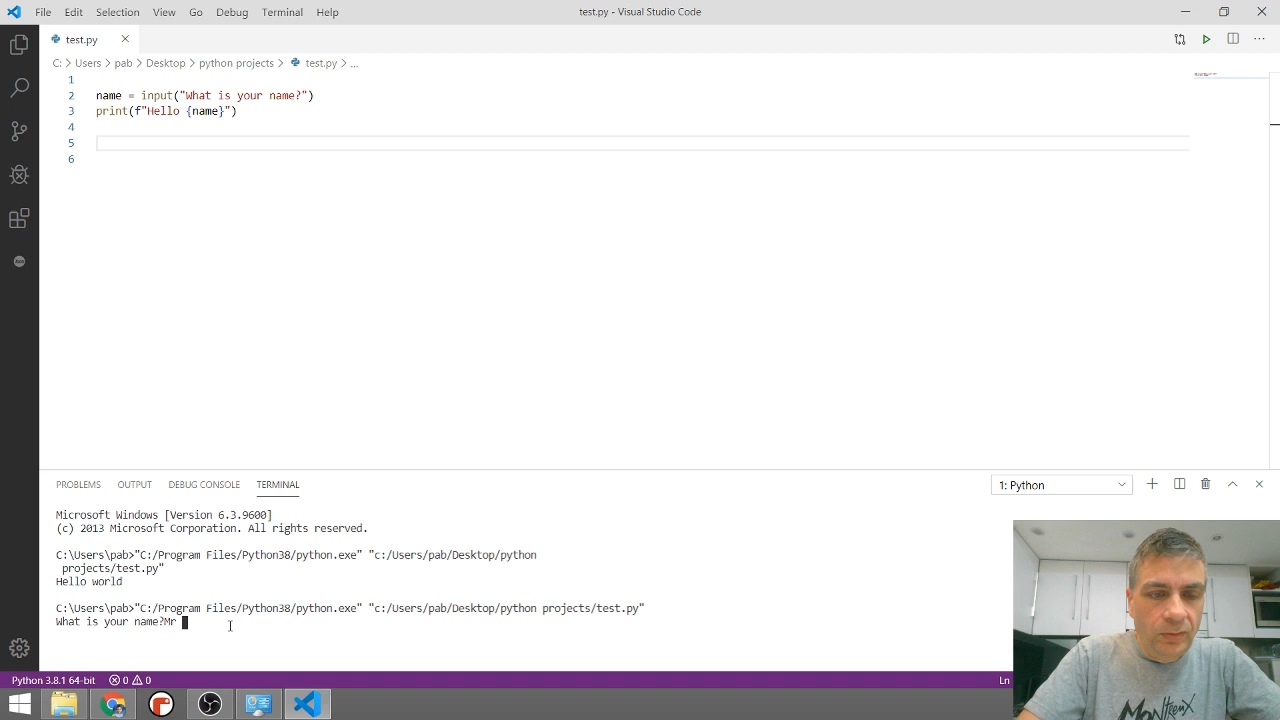 File Edit Selection View Go Debug Terminal Help
test.py - Visual Studio Code
test.py
C: > Users > pab > Desktop > python projects > test.py > ...
1
2 name = input("What is your name?")
3 print(f"Hello {name}")
4
5
6
PROBLEMS OUTPUT DEBUG CONSOLE TERMINAL
1: Python
Microsoft Windows [Version 6.3.9600]
(c) 2013 Microsoft Corporation. All rights reserved.
C:\Users\pab>"C:/Program Files/Python38/python.exe" "c:/Users/pab/Desktop/python
projects/test.py"
Hello world
C:\Users\pab>"C:/Program Files/Python38/python.exe" "c:/Users/pab/Desktop/python projects/test.py"
What is your name?Mr
Python 3.8.1 64-bit 0 0
Ln
MONTREUX